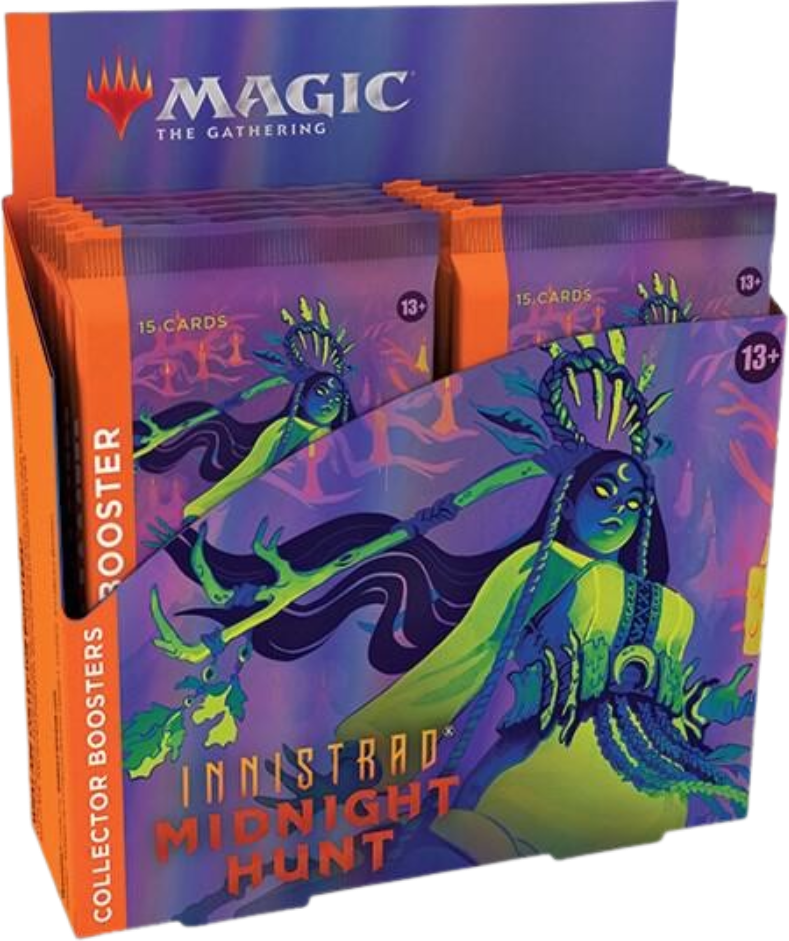 MAGIC
THE GATHERING
15 CARDS
13+
15 CARDS
13+
13+
BOOSTER
COLLECTOR BOOSTERS
INNISTRAD®
MIDNIGHT
HUNT